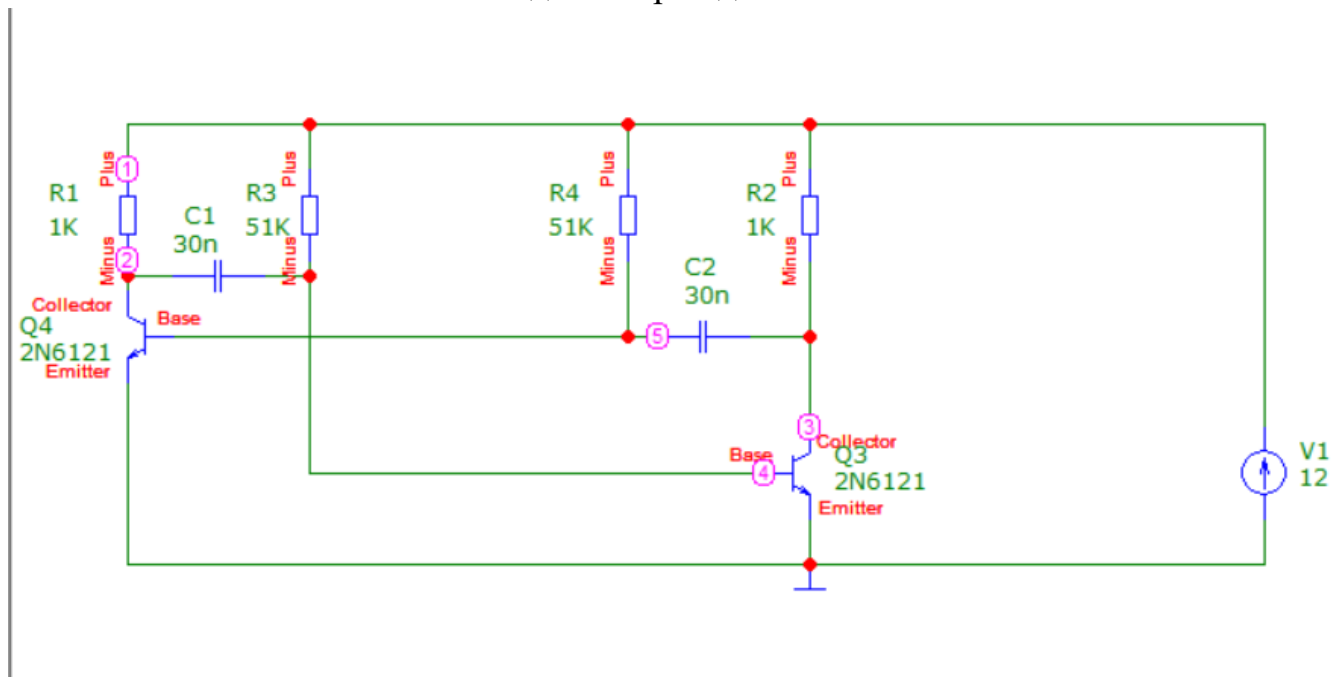 Plus
1
R1
1K
Minus
2
C1
30n
R3
51K
Plus
Minus
R4
51K
Plus
Minus
R2
1K
Plus
Minus
C2
30n
5
Collector
Base
Q4
2N6121
Emitter
3
Collector
Base
4
Q3
2N6121
Emitter
V1
12